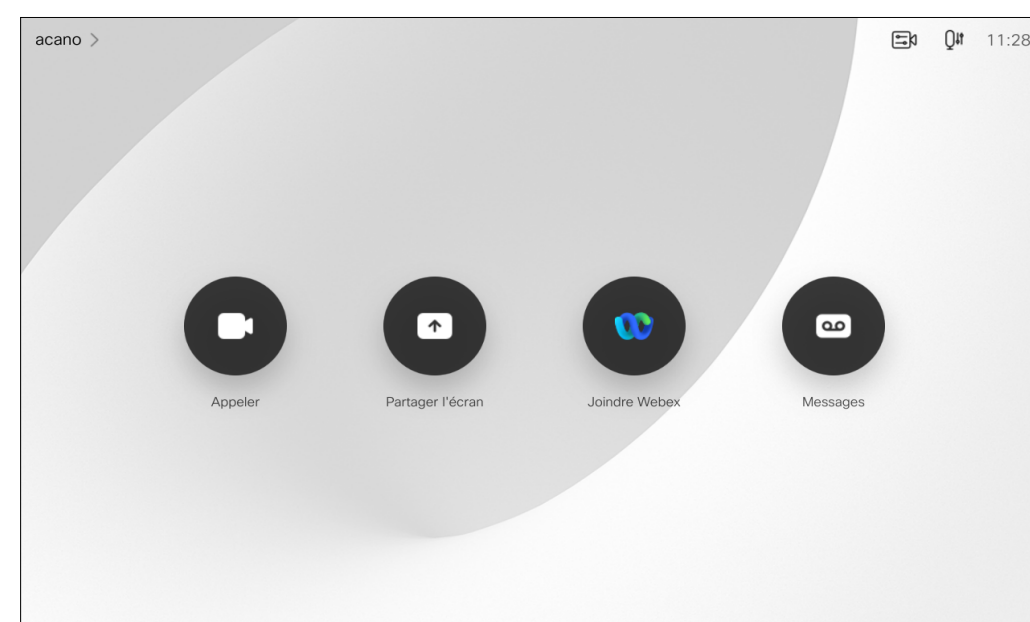 acano
11:28
Appeler
Partager l'écran
Joindre Webex
Messages